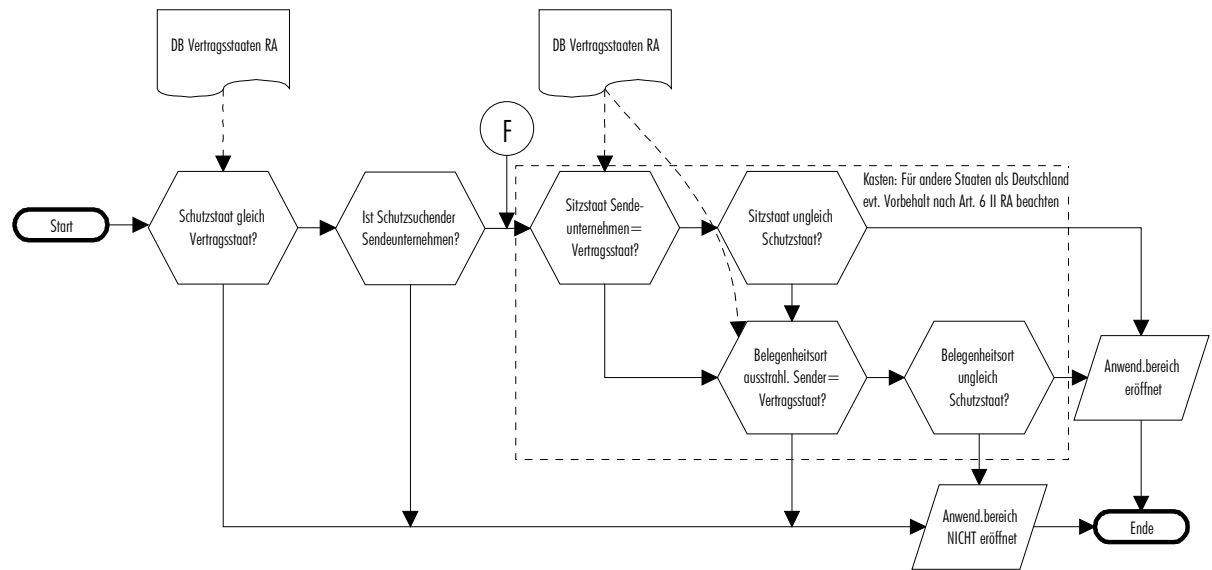 DB Vertragsstaaten RA
DB Vertragsstaaten RA
F
Kasten: Für andere Staaten als Deutschland
evt. Vorbehalt nach Art. 6 II RA beachten
Start
Schutzstaat gleich
Vertragsstaat?
Ist Schutzsuchender
Sendeunternehmen?
Sitzstaat Sende-
unternehmen=
Vertragsstaat?
Sitzstaat ungleich
Schutzstaat?
Belegenheitsort
ausstrahl. Sender=
Vertragsstaat?
Belegenheitsort
ungleich
Schutzstaat?
Anwend.bereich
eröffnet
Anwend.bereich
NICHT eröffnet
Ende